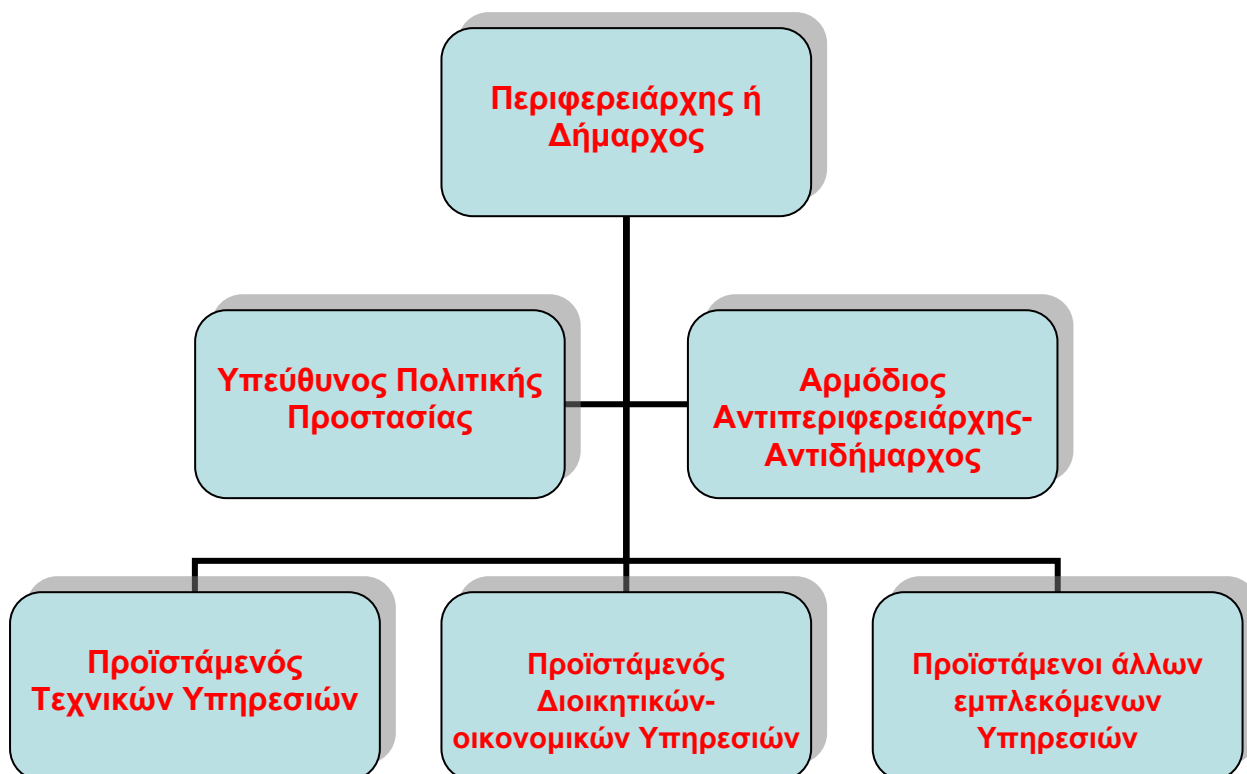 Περιφερειάρχης ή
Δήμαρχος
Υπεύθυνος Πολιτικής
Προστασίας
Αρμόδιος
Αντιπεριφερειάρχης-
Αντιδήμαρχος
Προϊστάμενός
Τεχνικών Υπηρεσιών
Προϊστάμενός
Διοικητικών-
οικονομικών Υπηρεσιών
Προϊστάμενοι άλλων
εμπλεκόμενων
Υπηρεσιών